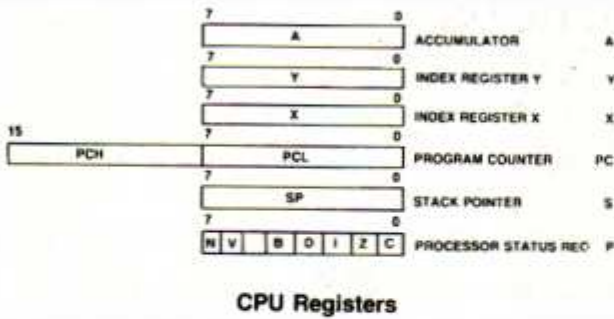 7 0
A ACCUMULATOR A
7 0
Y INDEX REGISTER Y Y
7 0
X INDEX REGISTER X X
15 7 0
PCH PCL PROGRAM COUNTER PC
7 0
SP STACK POINTER S
7 0
N V B D I Z C PROCESSOR STATUS REG P
CPU Registers